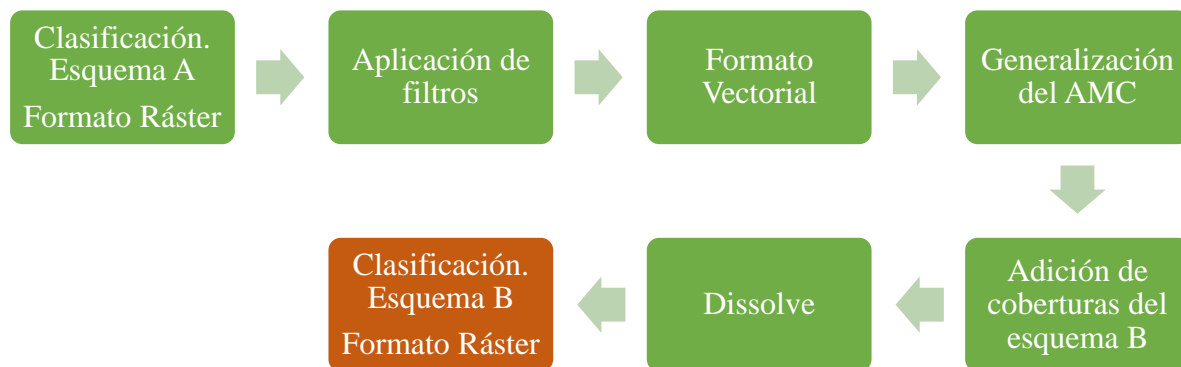 Clasificación.
Esquema A
Formato Ráster
Aplicación de
filtros
Formato
Vectorial
Generalización
del AMC
Adición de
coberturas del
esquema B
Dissolve
Clasificación.
Esquema B
Formato Ráster